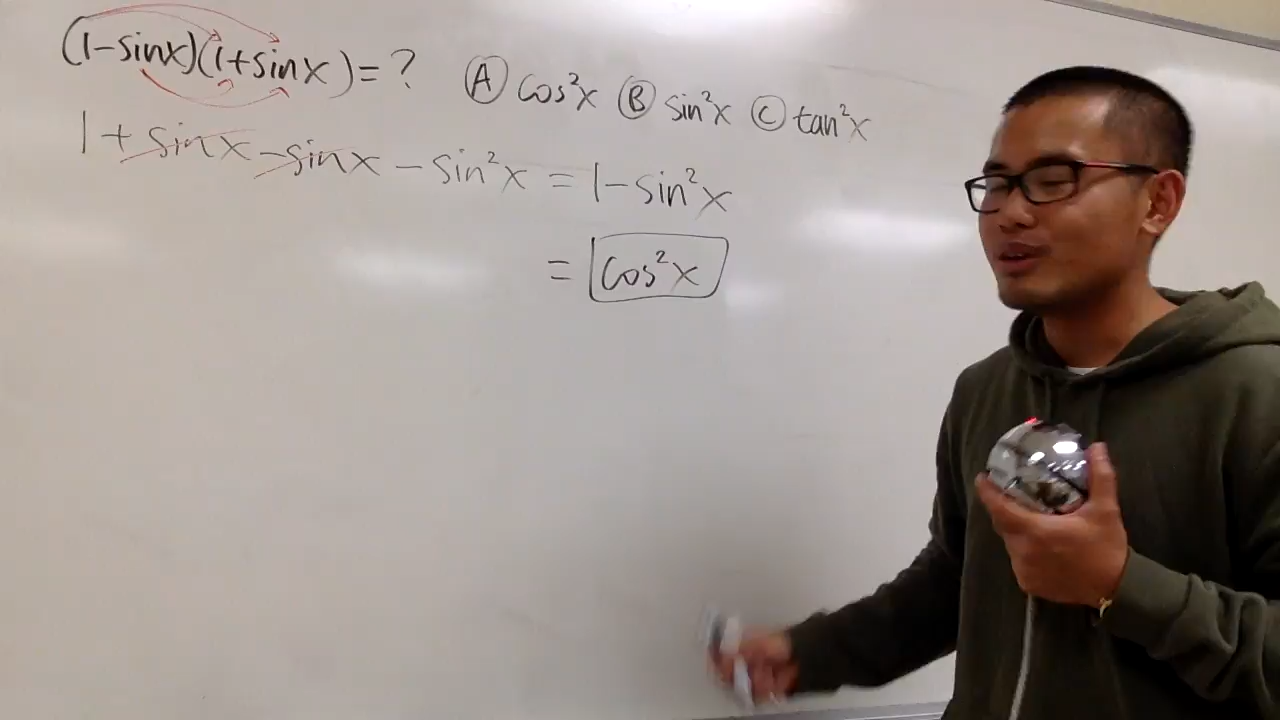 (1-sinx)(1+sinx)=? Ⓐ cos²x Ⓑ sin²x Ⓒ tan²x
1 + sinx - sinx - sin²x = 1 - sin²x
= cos²x